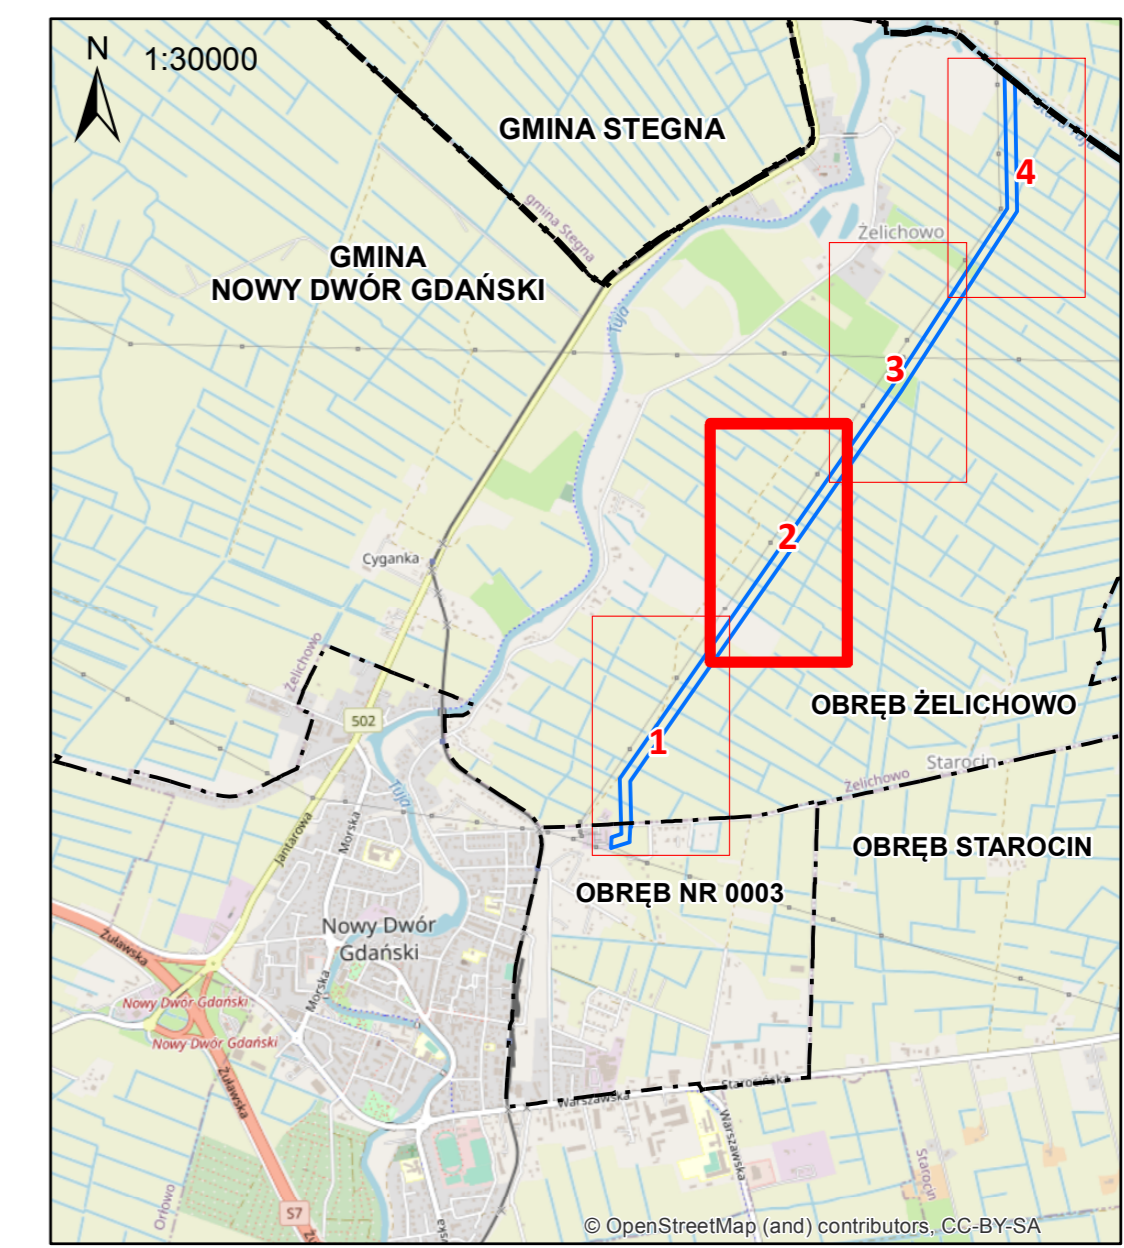 N
1:30000
GMINA STEGNA
gmina Stegna
GMINA
NOWY DWÓR GDAŃSKI
Stara Tuja
4
Żelichowo
Tuja
3
2
Cyganka
Żelichowo
502
Tuja
1
OBRĘB ŻELICHOWO
Starocin
Żelichowo
Jantarowa
Morska
OBRĘB STAROCIN
OBRĘB NR 0003
Nowy Dwór
Gdański
Żuławska
Morska
Nowy Dwór Gdański
Nowy Dwór Gdański
Żuławska
Starocińska
Warszawska
Warszawska
Starocin
Orłowo
S7
© OpenStreetMap (and) contributors, CC-BY-SA